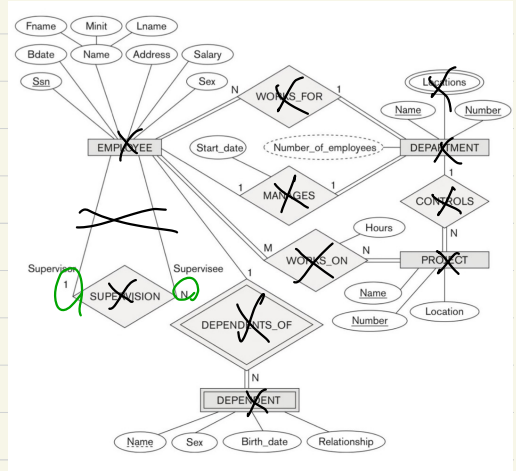 Fname Minit Lname
Bdate Name Address Salary
Ssn Sex
Locations
Name Number
N WORKS_FOR 1
EMPLOYEE
Start_date
Number_of_employees
DEPARTMENT
1 MANAGES 1
1
CONTROLS
N
Hours
M WORKS_ON N
PROJECT
Name
Number
Location
Supervisor Supervisee
1 SUPERVISION N
1
DEPENDENTS_OF
N
DEPENDENT
Name Sex Birth_date Relationship